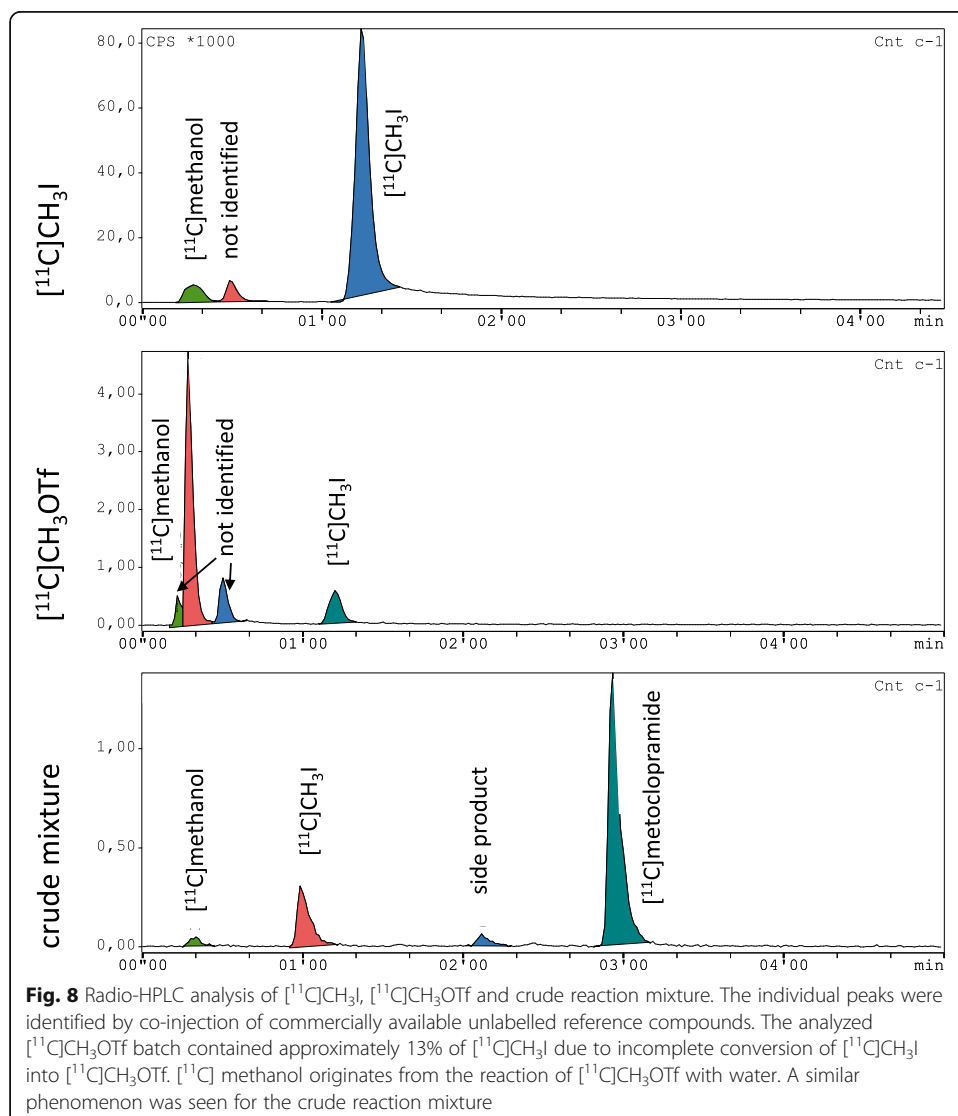 [¹¹C]CH₃I
CPS *1000
Cnt c-1
80,0
60,0
40,0
20,0
0,0
[¹¹C]methanol
not identified
[¹¹C]CH₃I
00'00 01'00 02'00 03'00 04'00 min
[¹¹C]CH₃OTf
Cnt c-1
4,00
3,00
2,00
1,00
0,00
[¹¹C]methanol
not identified
[¹¹C]CH₃I
00'00 01'00 02'00 03'00 04'00 min
crude mixture
Cnt c-1
1,00
0,50
0,00
[¹¹C]methanol
[¹¹C]CH₃I
side product
[¹¹C]metoclopramide
00'00 01'00 02'00 03'00 04'00 min
Fig. 8 Radio-HPLC analysis of [¹¹C]CH₃I, [¹¹C]CH₃OTf and crude reaction mixture. The individual peaks were
identified by co-injection of commercially available unlabelled reference compounds. The analyzed
[¹¹C]CH₃OTf batch contained approximately 13% of [¹¹C]CH₃I due to incomplete conversion of [¹¹C]CH₃I
into [¹¹C]CH₃OTf. [¹¹C] methanol originates from the reaction of [¹¹C]CH₃OTf with water. A similar
phenomenon was seen for the crude reaction mixture